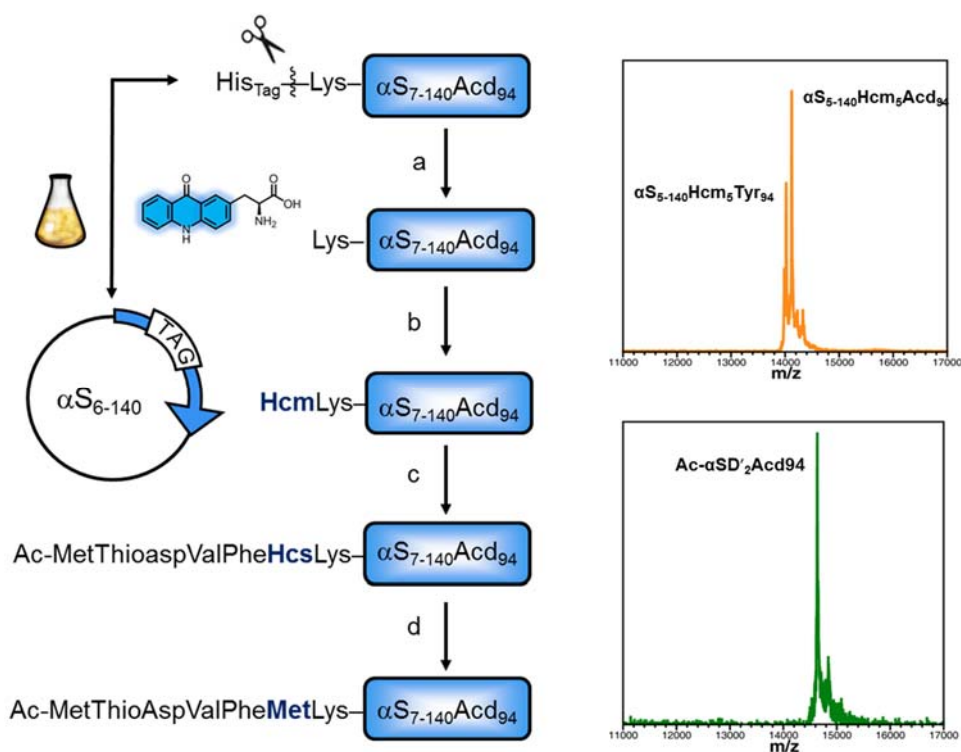 HisTag Lys αS7-140Acd94
a
O
O
OH
NH2
N
H
Lys αS7-140Acd94
b
TAG
αS6-140
HcmLys αS7-140Acd94
c
Ac-MetThioaspValPheHcsLys αS7-140Acd94
d
Ac-MetThioAspValPheMetLys αS7-140Acd94
αS5-140Hcm5Acd94
αS5-140Hcm5Tyr94
11000 12000 13000 14000 15000 16000 17000
m/z
Ac-αSD′2Acd94
11000 12000 13000 14000 15000 16000 17000
m/z